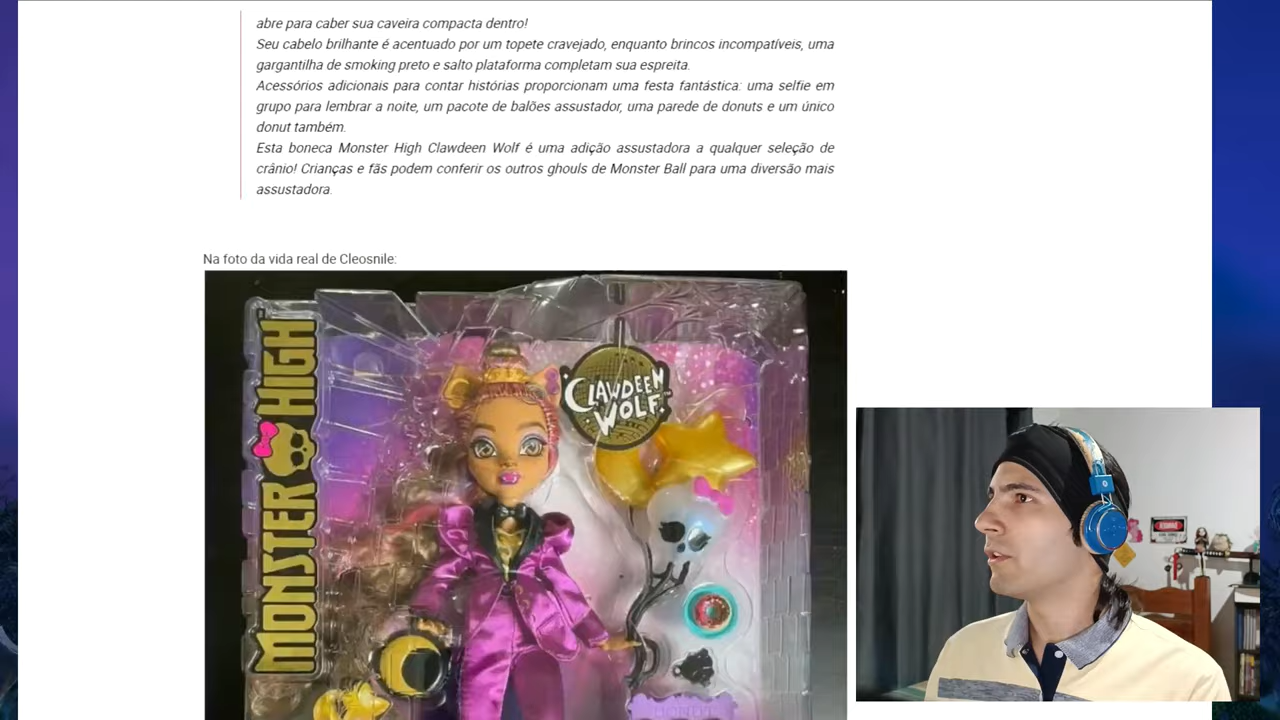 abre para caber sua caveira compacta dentro!
Seu cabelo brilhante é acentuado por um topete cravejado, enquanto brincos incompatíveis, uma
gargantilha de smoking preto e salto plataforma completam sua espreita.
Acessórios adicionais para contar histórias proporcionam uma festa fantástica: uma selfie em
grupo para lembrar a noite, um pacote de balões assustador, uma parede de donuts e um único
donut também.
Esta boneca Monster High Clawdeen Wolf é uma adição assustadora a qualquer seleção de
crânio! Crianças e fãs podem conferir os outros ghouls de Monster Ball para uma diversão mais
assustadora.
Na foto da vida real de Cleosnile:
MONSTER HIGH
CLAWDEEN
WOLF